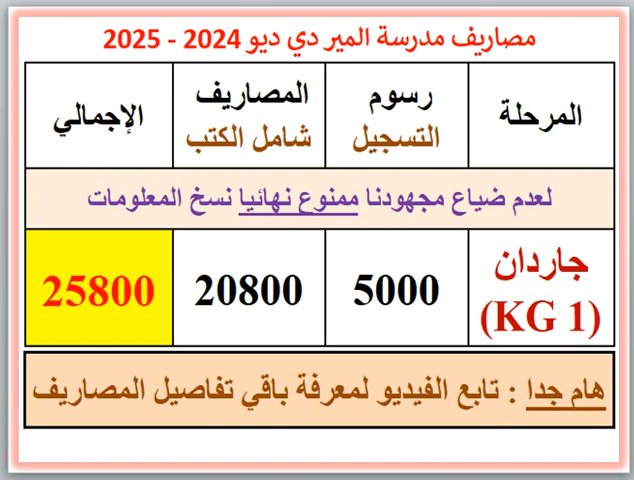 مصاريف مدرسة المير دي ديو 2024 - 2025
المرحلة
رسوم
التسجيل
المصاريف
شامل الكتب
الإجمالي
لعدم ضياع مجهودنا ممنوع نهائيا نسخ المعلومات
جاردان
(KG 1)
5000
20800
25800
هام جدا : تابع الفيديو لمعرفة باقي تفاصيل المصاريف